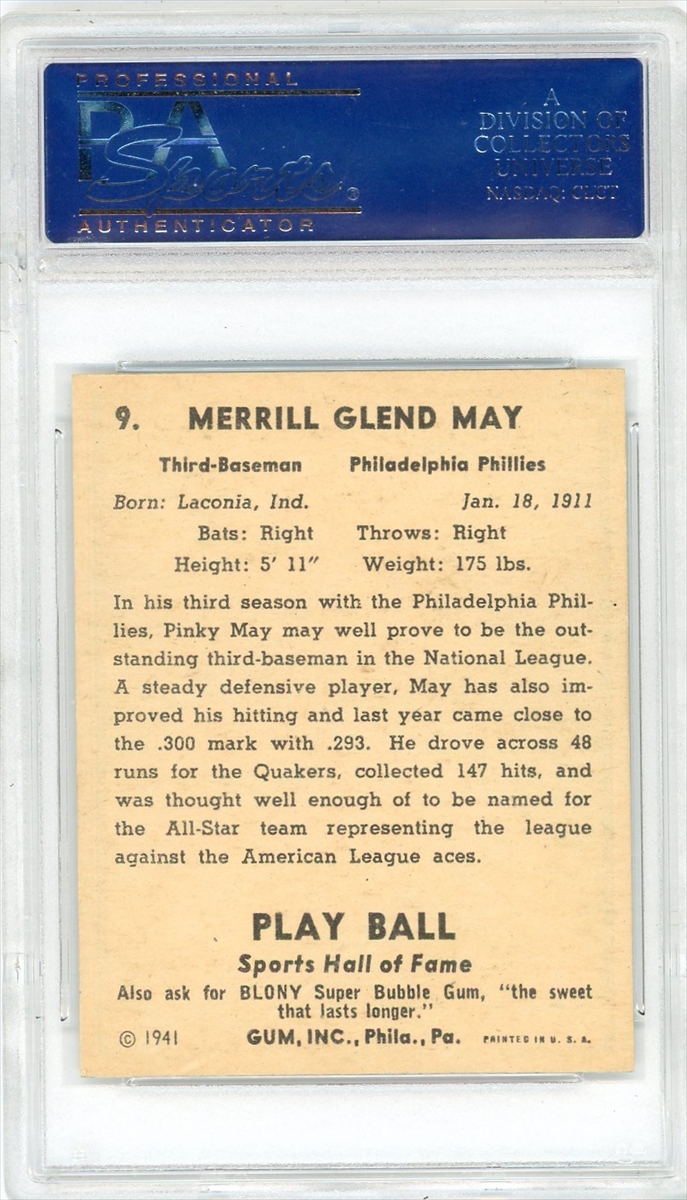 PROFESSIONAL
PSA
Sports®
AUTHENTICATOR
A
DIVISION OF
COLLECTORS
UNIVERSE
NASDAQ: CLCT
9. MERRILL GLEND MAY
Third-Baseman Philadelphia Phillies
Born: Laconia, Ind. Jan. 18, 1911
Bats: Right Throws: Right
Height: 5' 11" Weight: 175 lbs.
In his third season with the Philadelphia Phil-
lies, Pinky May may well prove to be the out-
standing third-baseman in the National League.
A steady defensive player, May has also im-
proved his hitting and last year came close to
the .300 mark with .293. He drove across 48
runs for the Quakers, collected 147 hits, and
was thought well enough of to be named for
the All-Star team representing the league
against the American League aces.
PLAY BALL
Sports Hall of Fame
Also ask for BLONY Super Bubble Gum, "the sweet
that lasts longer."
© 1941 GUM, INC., Phila., Pa. PRINTED IN U. S. A.